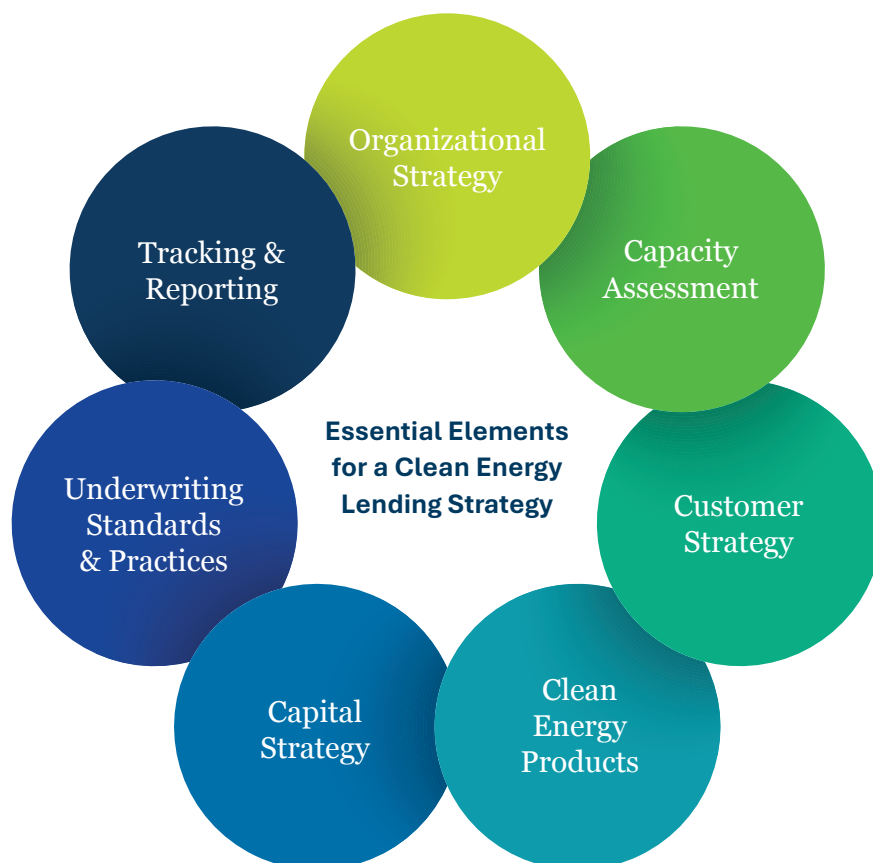 Organizational
Strategy
Capacity
Assessment
Customer
Strategy
Clean
Energy
Products
Capital
Strategy
Underwriting
Standards
& Practices
Tracking &
Reporting
Essential Elements
for a Clean Energy
Lending Strategy